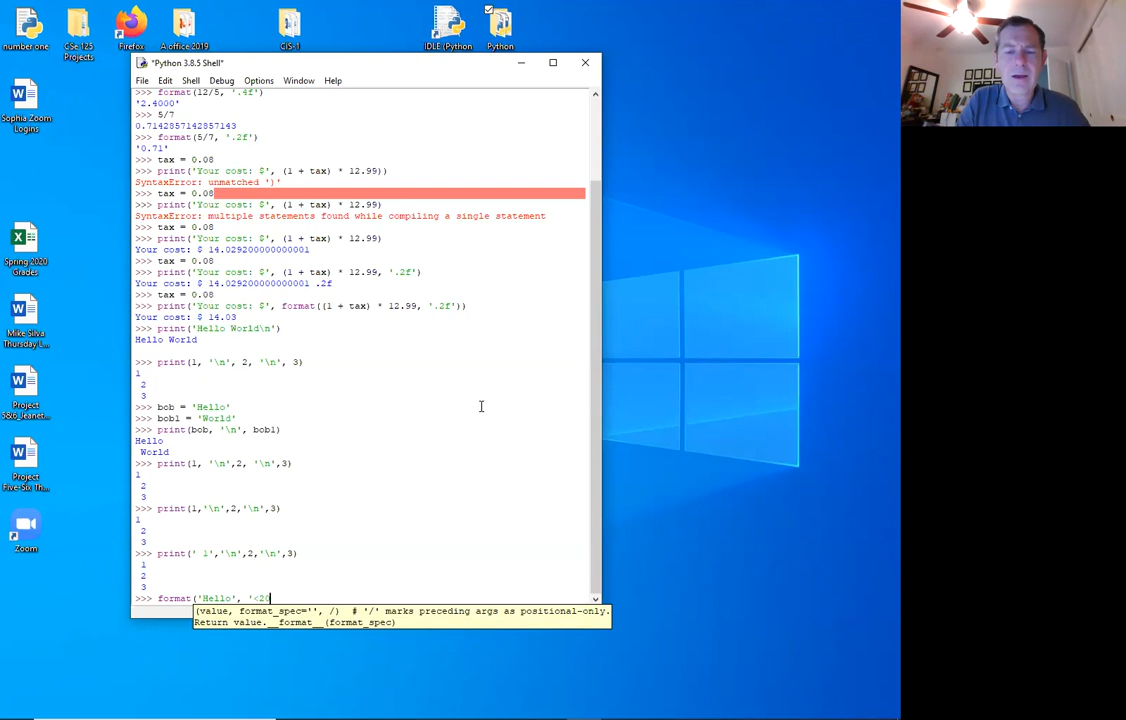 number one
CSe 125
Projects
Firefox
A office 2019
CIS-1
IDLE (Python
Python
Sophia Zoom
Logins
Spring 2020
Grades
Mike Silva
Thursday L...
Project
5&6_Jeanet...
Project
Five-Six Th...
Zoom
*Python 3.8.5 Shell*
File Edit Shell Debug Options Window Help
>>> format(12/5, '.4f')
'2.4000'
>>> 5/7
0.7142857142857143
>>> format(5/7, '.2f')
'0.71'
>>> tax = 0.08
>>> print('Your cost: $', (1 + tax) * 12.99))
SyntaxError: unmatched ')'
>>> tax = 0.08
>>> print('Your cost: $', (1 + tax) * 12.99)
SyntaxError: multiple statements found while compiling a single statement
>>> tax = 0.08
>>> print('Your cost: $', (1 + tax) * 12.99)
Your cost: $ 14.029200000000001
>>> tax = 0.08
>>> print('Your cost: $', (1 + tax) * 12.99, '.2f')
Your cost: $ 14.029200000000001 .2f
>>> tax = 0.08
>>> print('Your cost: $', format((1 + tax) * 12.99, '.2f'))
Your cost: $ 14.03
>>> print('Hello World\n')
Hello World
>>> print(1, '\n', 2, '\n', 3)
1
2
3
>>> bob = 'Hello'
>>> bob1 = 'World'
>>> print(bob, '\n', bob1)
Hello
World
>>> print(1, '\n',2, '\n',3)
1
2
3
>>> print(1,'\n',2,'\n',3)
1
2
3
>>> print(' 1','\n',2,'\n',3)
1
2
3
>>> format('Hello', '<20
(value, format_spec='', /) # '/' marks preceding args as positional-only.
Return value.__format__(format_spec)